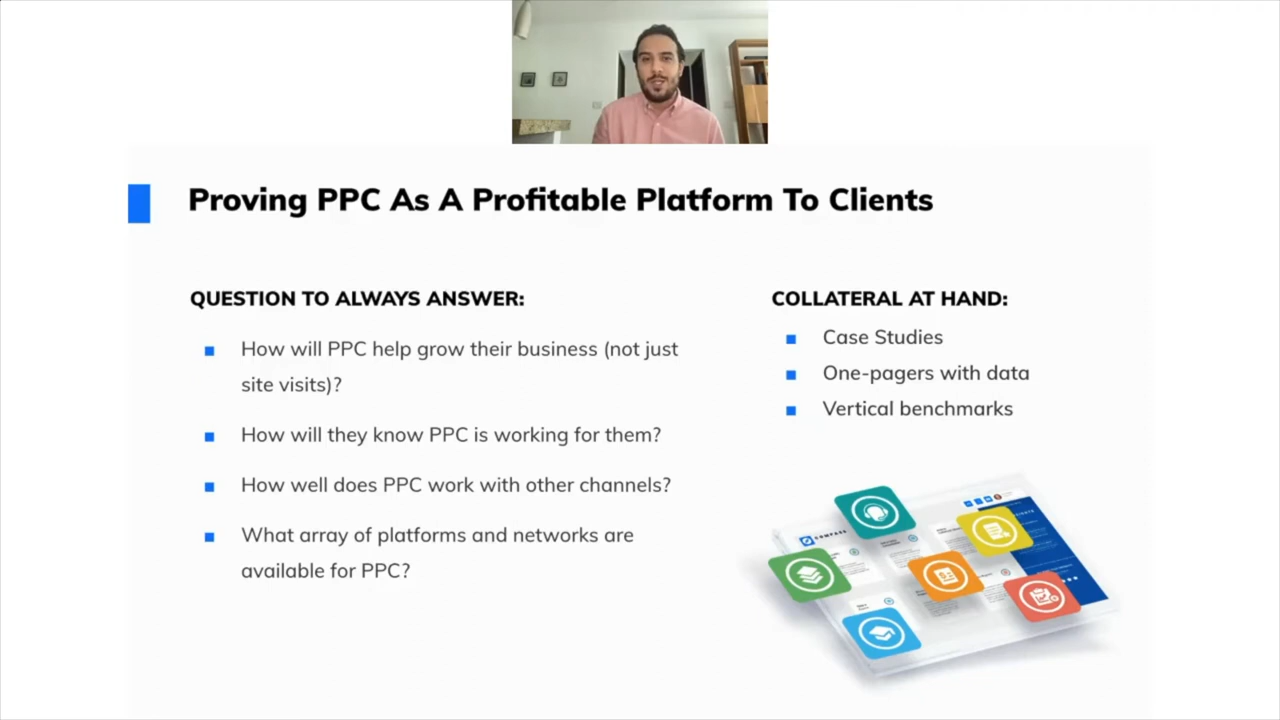 Proving PPC As A Profitable Platform To Clients
QUESTION TO ALWAYS ANSWER:
How will PPC help grow their business (not just
site visits)?
How will they know PPC is working for them?
How well does PPC work with other channels?
What array of platforms and networks are
available for PPC?
COLLATERAL AT HAND:
Case Studies
One-pagers with data
Vertical benchmarks
COMPASS